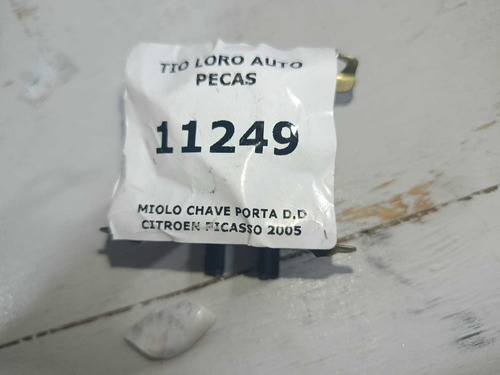 TIO LORO AUTO
PECAS
11249
MIOLO CHAVE PORTA D,D
CITROEN PICASSO 2005